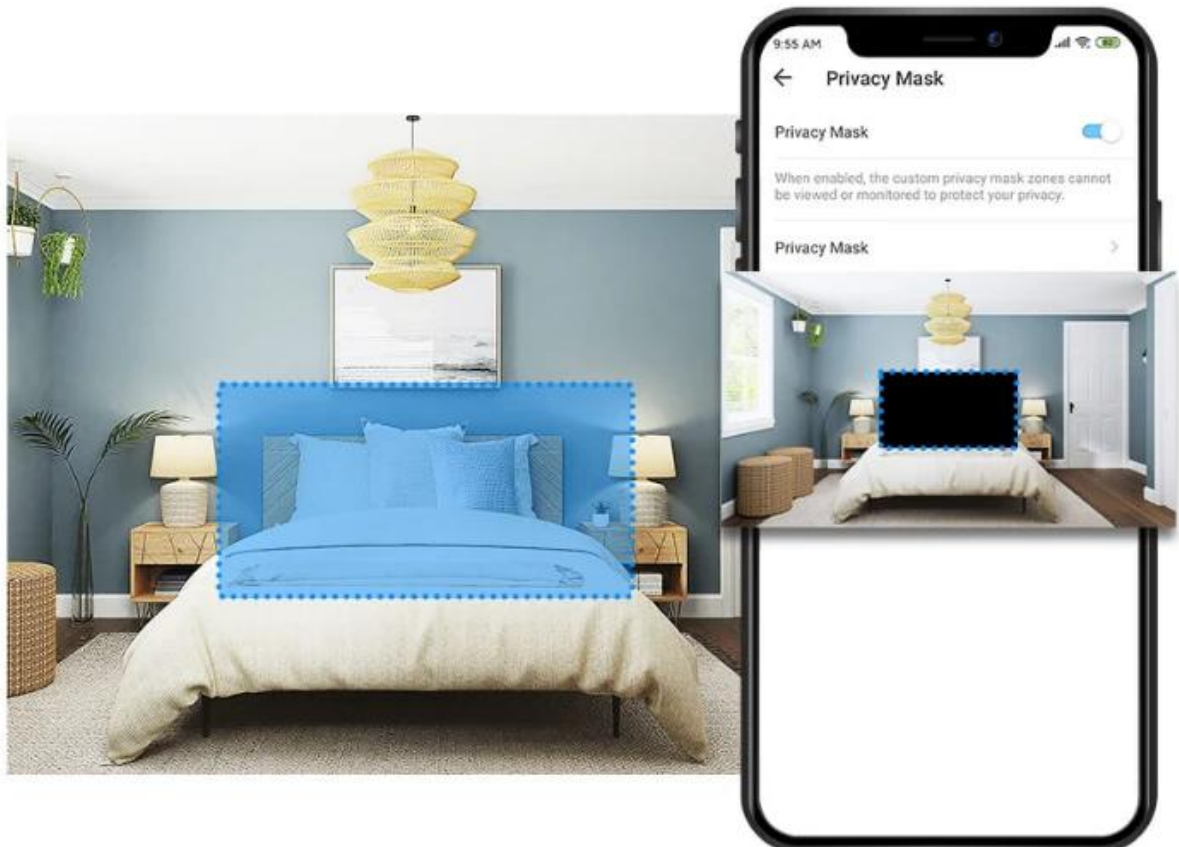 9:55 AM
80
Privacy Mask
Privacy Mask
When enabled, the custom privacy mask zones cannot
be viewed or monitored to protect your privacy.
Privacy Mask